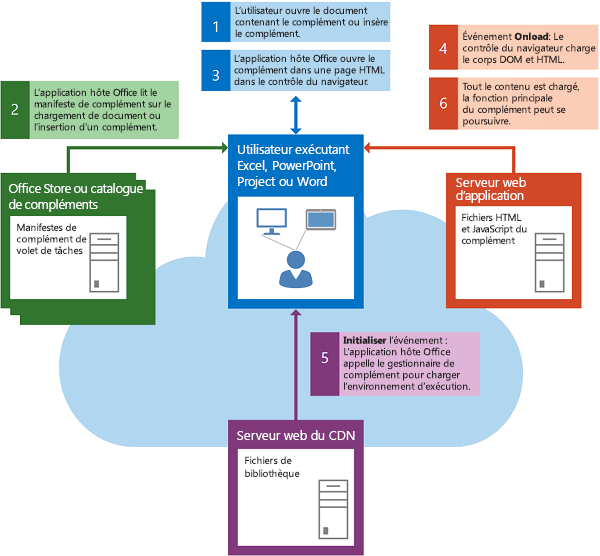 1
L'utilisateur ouvre le document
contenant le complément ou insère
le complément.
3
L'application hôte Office ouvre le
complément dans une page HTML
dans le contrôle du navigateur.
4
Événement Onload: Le
contrôle du navigateur charge
le corps DOM et HTML.
6
Tout le contenu est chargé,
la fonction principale
du complément peut se
poursuivre.
2
L'application hôte Office lit le
manifeste de complément sur le
chargement de document ou
l'insertion d'un complément.
Utilisateur exécutant
Excel, PowerPoint,
Project ou Word
Office Store ou catalogue
de compléments
Manifestes de
complément de
volet de tâches
Serveur web
d'application
Fichiers HTML
et JavaScript du
complément
5
Initialiser l'événement :
L'application hôte Office
appelle le gestionnaire de
complément pour charger
l'environnement d'exécution.
Serveur web du CDN
Fichiers de
bibliothèque